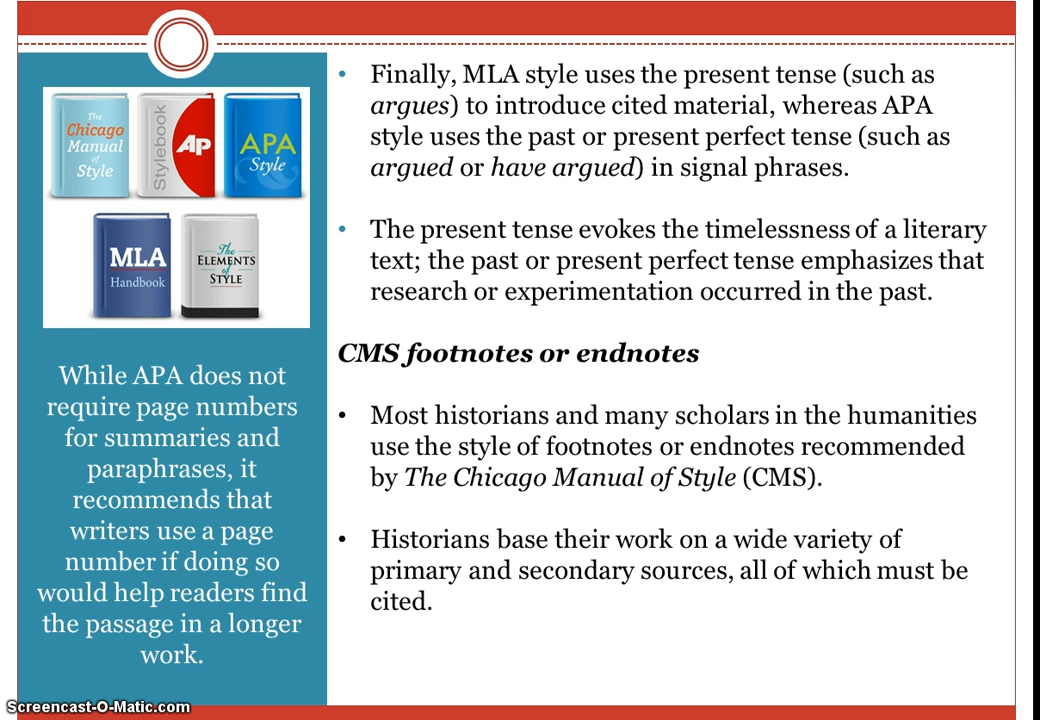 The
Chicago
Manual
of
Style
Stylebook
AP
APA
Style
MLA
Handbook
The
ELEMENTS
of
STYLE
While APA does not
require page numbers
for summaries and
paraphrases, it
recommends that
writers use a page
number if doing so
would help readers find
the passage in a longer
work.
• Finally, MLA style uses the present tense (such as
argues) to introduce cited material, whereas APA
style uses the past or present perfect tense (such as
argued or have argued) in signal phrases.
• The present tense evokes the timelessness of a literary
text; the past or present perfect tense emphasizes that
research or experimentation occurred in the past.
CMS footnotes or endnotes
• Most historians and many scholars in the humanities
use the style of footnotes or endnotes recommended
by The Chicago Manual of Style (CMS).
• Historians base their work on a wide variety of
primary and secondary sources, all of which must be
cited.
Screencast-O-Matic.com